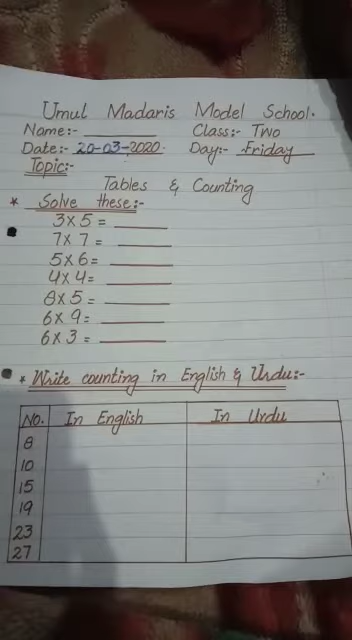 Umul Madaris Model School.
Name:- ________ Class:- Two
Date:- 20-03-2020. Day:- Friday
Topic:-
Tables & Counting
* Solve these:-
3x5 = ______
7x7 = ______
5x6= ______
4x4= ______
8x5 = ______
6x9= ______
6x3 = ______
* Write counting in English & Urdu:-
No. In English In Urdu
8
10
15
19
23
27